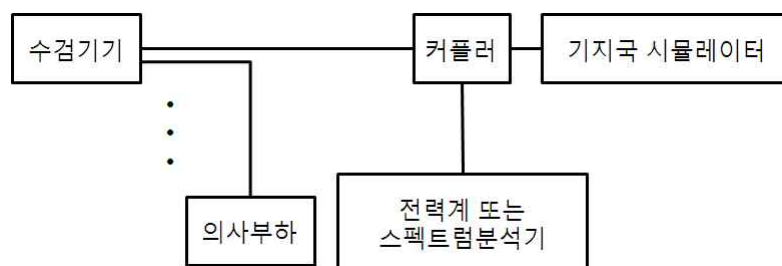 수검기기
커플러
기지국 시뮬레이터
의사부하
전력계 또는
스펙트럼분석기